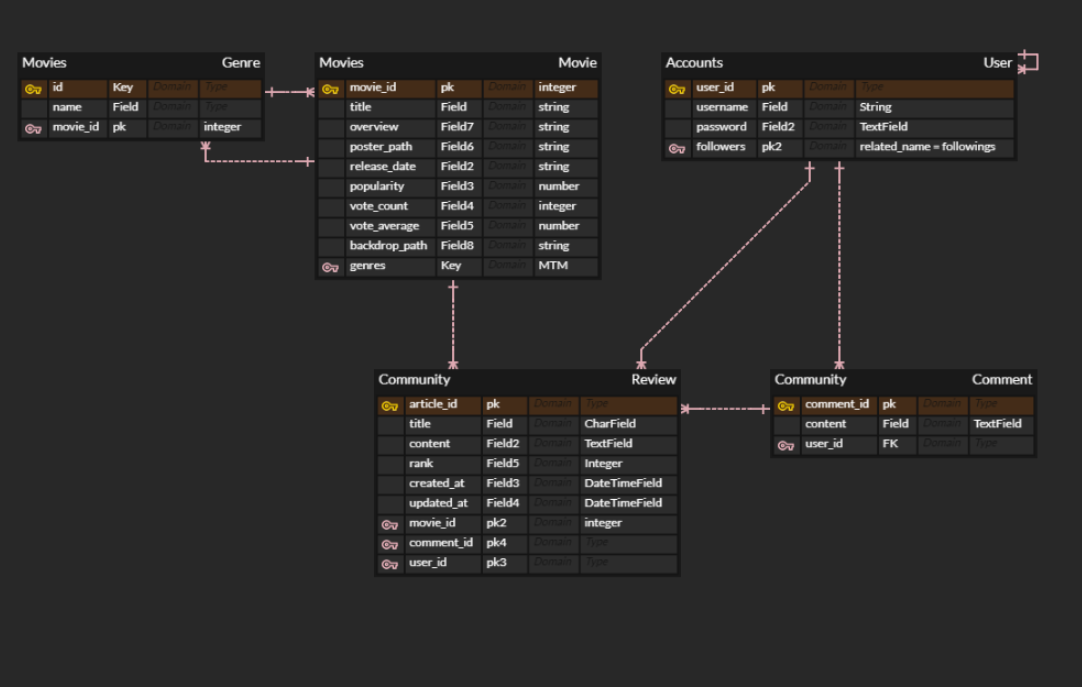 Movies Genre
id Key Domain Type
name Field Domain Type
movie_id pk Domain integer
Movies Movie
movie_id pk Domain integer
title Field Domain string
overview Field7 Domain string
poster_path Field6 Domain string
release_date Field2 Domain string
popularity Field3 Domain number
vote_count Field4 Domain integer
vote_average Field5 Domain number
backdrop_path Field8 Domain string
genres Key Domain MTM
Accounts User
user_id pk Domain Type
username Field Domain String
password Field2 Domain TextField
followers pk2 Domain related_name = followings
Community Review
article_id pk Domain Type
title Field Domain CharField
content Field2 Domain TextField
rank Field5 Domain Integer
created_at Field3 Domain DateTimeField
updated_at Field4 Domain DateTimeField
movie_id pk2 Domain integer
comment_id pk4 Domain Type
user_id pk3 Domain Type
Community Comment
comment_id pk Domain Type
content Field Domain TextField
user_id FK Domain Type